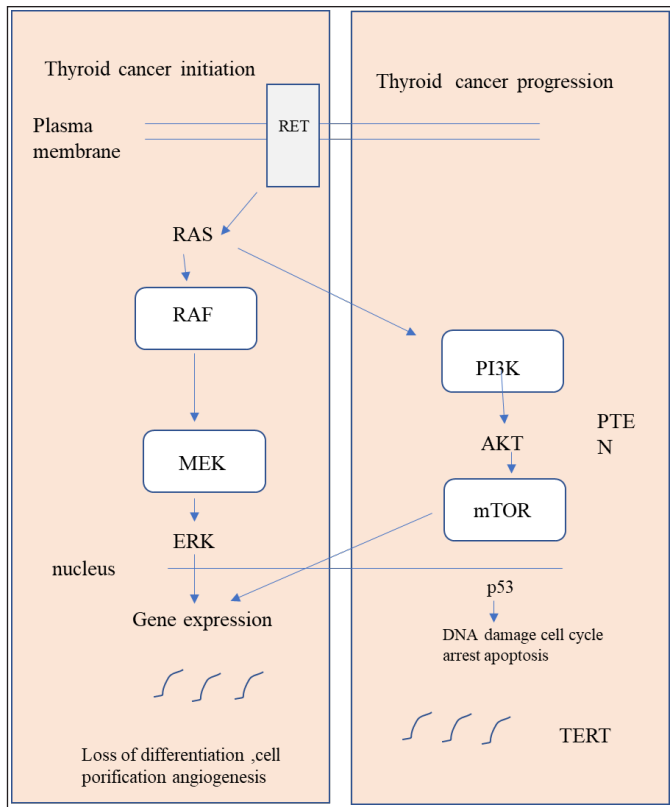 Thyroid cancer initiation
Thyroid cancer progression
Plasma
membrane
RET
RAS
RAF
PI3K
PTE
N
AKT
MEK
mTOR
ERK
nucleus
p53
Gene expression
DNA damage cell cycle
arrest apoptosis
TERT
Loss of differentiation ,cell
porification angiogenesis